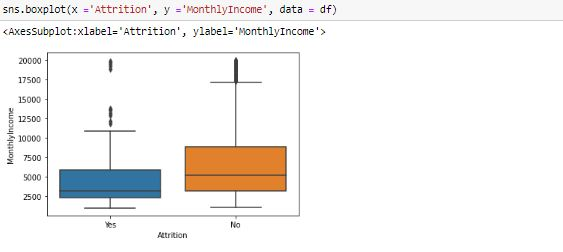 sns.boxplot(x ='Attrition', y ='MonthlyIncome', data = df)
<AxesSubplot:xlabel='Attrition', ylabel='MonthlyIncome'>
20000
17500
15000
12500
10000
7500
5000
2500
MonthlyIncome
Yes
No
Attrition